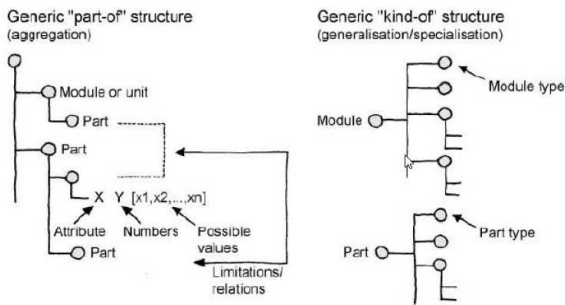 Generic "part-of" structure
(aggregation)
Module or unit
Part
Part
X Y [x1,x2,...,xn]
Attribute Numbers Possible
values
Part
Limitations/
relations
Generic "kind-of" structure
(generalisation/specialisation)
Module type
Module
Part type
Part